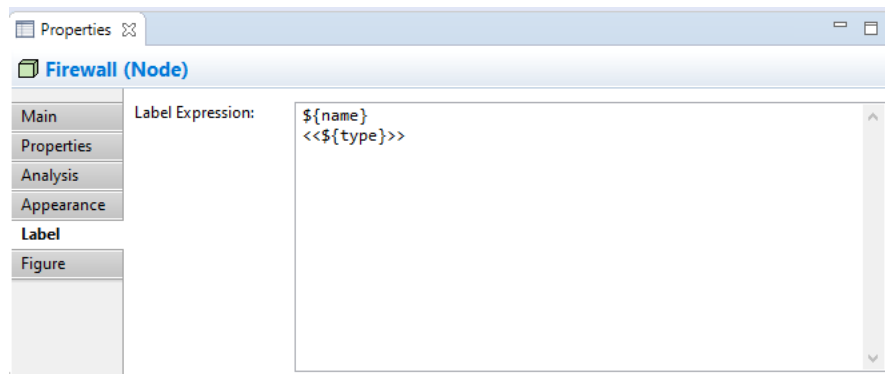 Properties
Firewall (Node)
Main
Label Expression:
${name}
<<${type}>>
Properties
Analysis
Appearance
Label
Figure